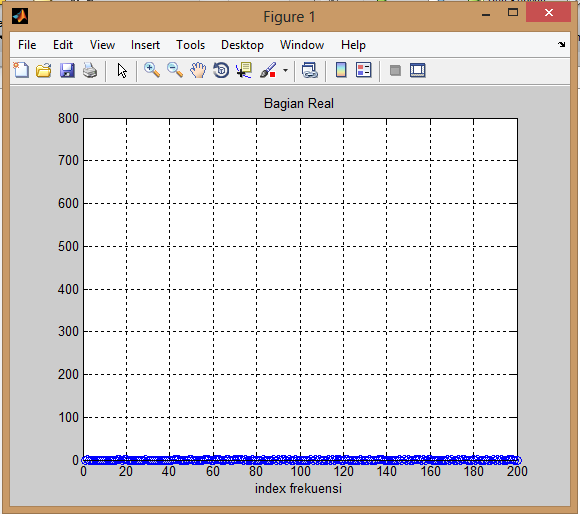 Figure 1
File Edit View Insert Tools Desktop Window Help
Bagian Real
800
700
600
500
400
300
200
100
0
0 20 40 60 80 100 120 140 160 180 200
index frekuensi